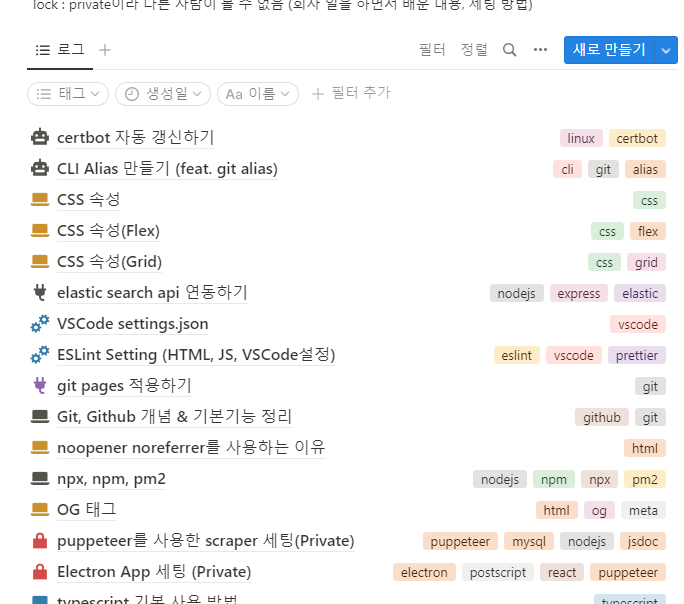 lock : private이라 다른 사람이 볼 수 없음 (회사 일을 하면서 배운 내용, 세팅 방법)
로그 필터 정렬 새로 만들기
태그 생성일 Aa 이름 필터 추가
certbot 자동 갱신하기 linux certbot
CLI Alias 만들기 (feat. git alias) cli git alias
CSS 속성 css
CSS 속성(Flex) css flex
CSS 속성(Grid) css grid
elastic search api 연동하기 nodejs express elastic
VSCode settings.json vscode
ESLint Setting (HTML, JS, VSCode설정) eslint vscode prettier
git pages 적용하기 git
Git, Github 개념 & 기본기능 정리 github git
noopener noreferrer를 사용하는 이유 html
npx, npm, pm2 nodejs npm npx pm2
OG 태그 html og meta
puppeteer를 사용한 scraper 세팅(Private) puppeteer mysql nodejs jsdoc
Electron App 세팅 (Private) electron postscript react puppeteer
typescript 기본 사용 방법 typescript